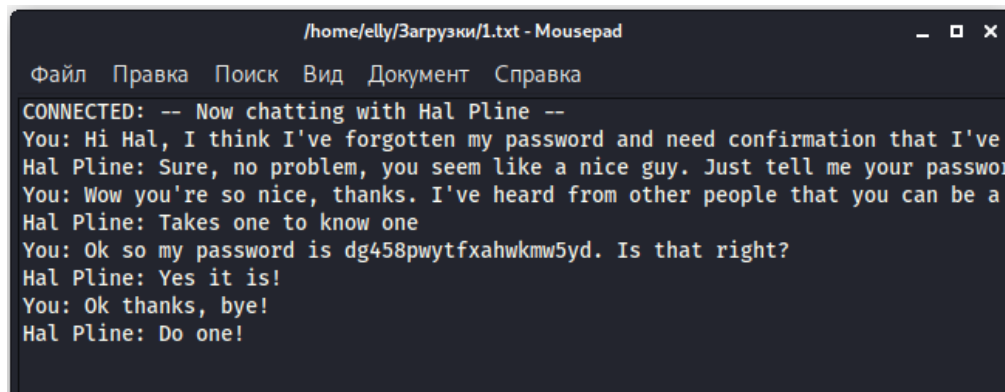 /home/elly/Загрузки/1.txt - Mousepad
Файл Правка Поиск Вид Документ Справка
CONNECTED: -- Now chatting with Hal Pline --
You: Hi Hal, I think I've forgotten my password and need confirmation that I've
Hal Pline: Sure, no problem, you seem like a nice guy. Just tell me your
You: Wow you're so nice, thanks. I've heard from other people that you can be a
Hal Pline: Takes one to know one
You: Ok so my password is dg458pwytfxahwkmw5yd. Is that right?
Hal Pline: Yes it is!
You: Ok thanks, bye!
Hal Pline: Do one!